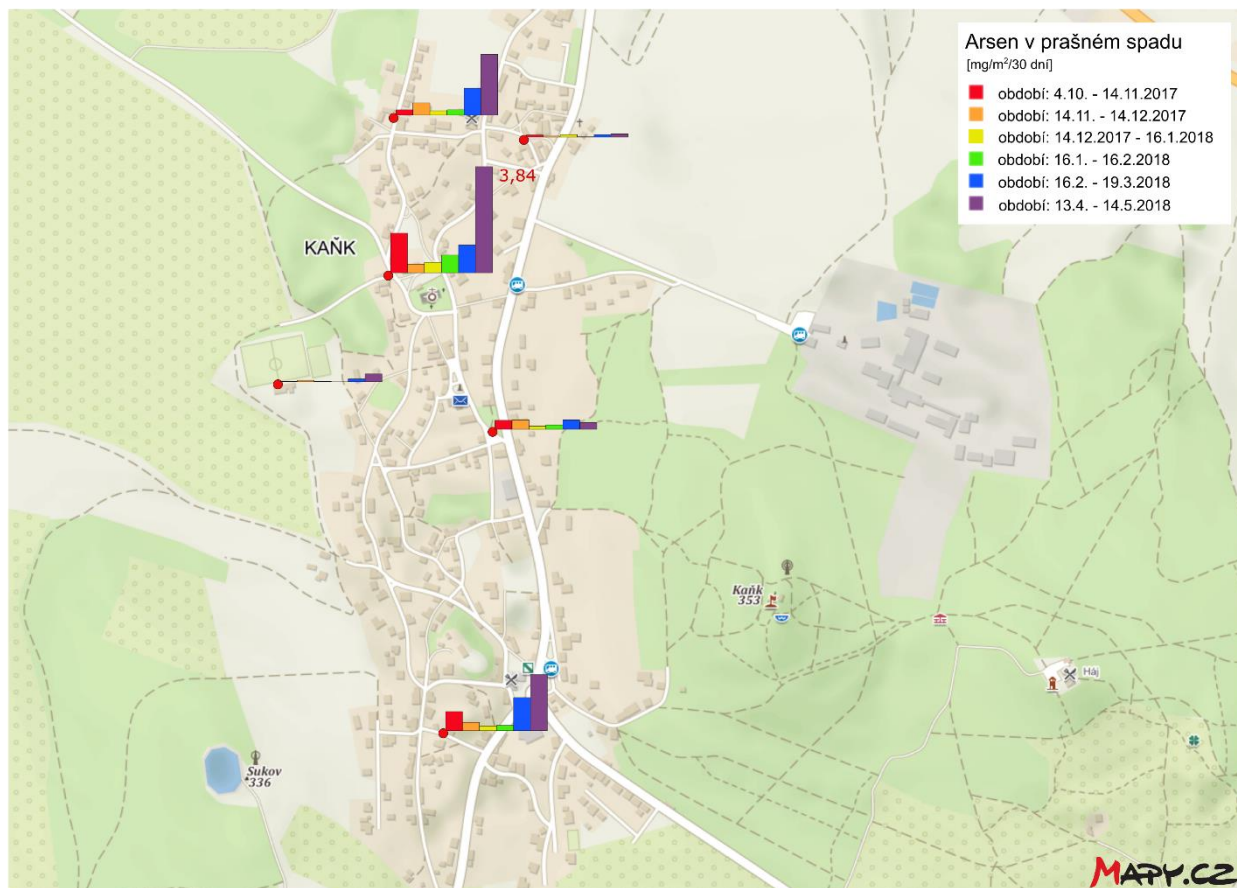 Arsen v prašném spadu
[mg/m²/30 dní]
období: 4.10. - 14.11.2017
období: 14.11. - 14.12.2017
období: 14.12.2017 - 16.1.2018
období: 16.1. - 16.2.2018
období: 16.2. - 19.3.2018
období: 13.4. - 14.5.2018
3,84
KAŇK
Kaňk
353
Háj
Sukov
336
MAPY.CZ